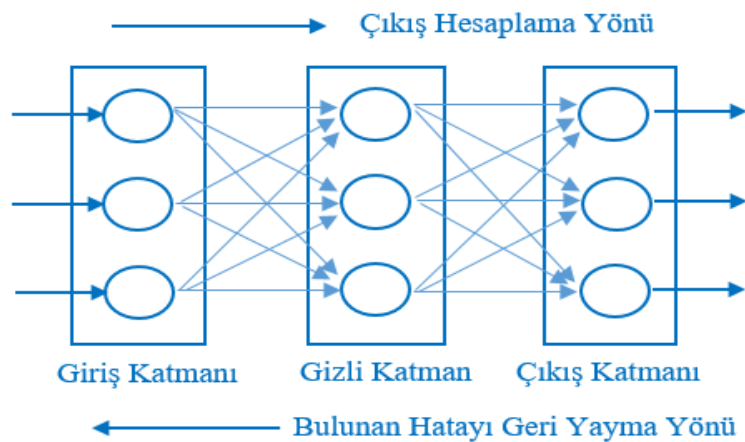 Çıkış Hesaplama Yönü
Giriş Katmanı
Gizli Katman
Çıkış Katmanı
Bulunan Hatayı Geri Yayma Yönü